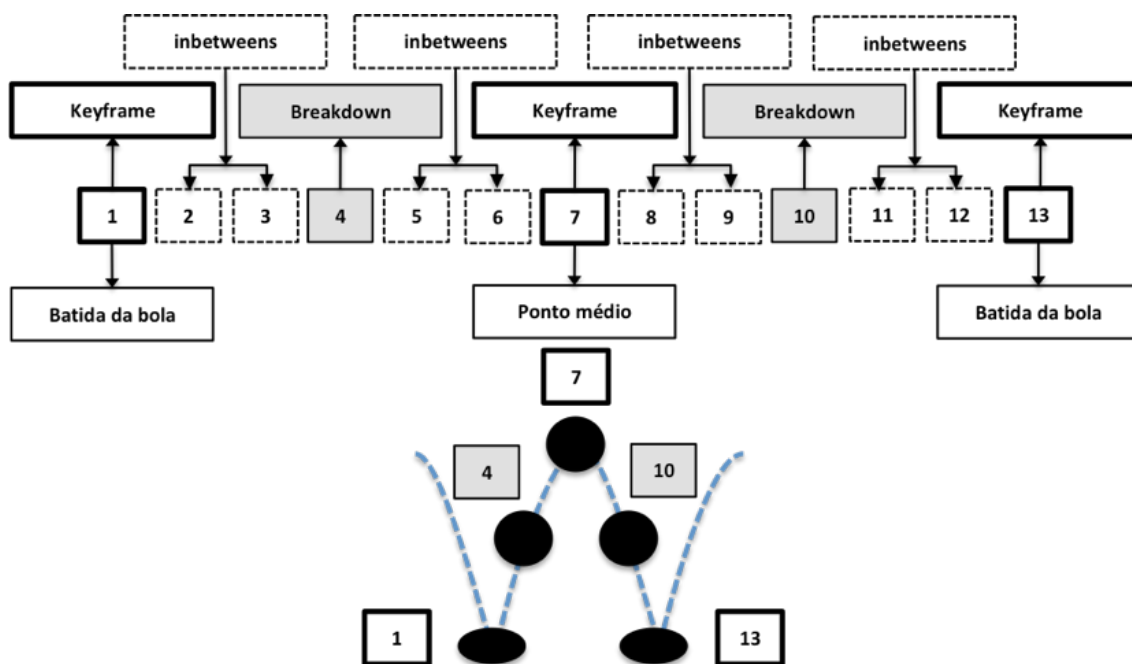 inbetweens inbetweens inbetweens inbetweens
Keyframe Breakdown Keyframe Breakdown Keyframe
1 2 3 4 5 6 7 8 9 10 11 12 13
Batida da bola Ponto médio Batida da bola
7
4 10
1 13